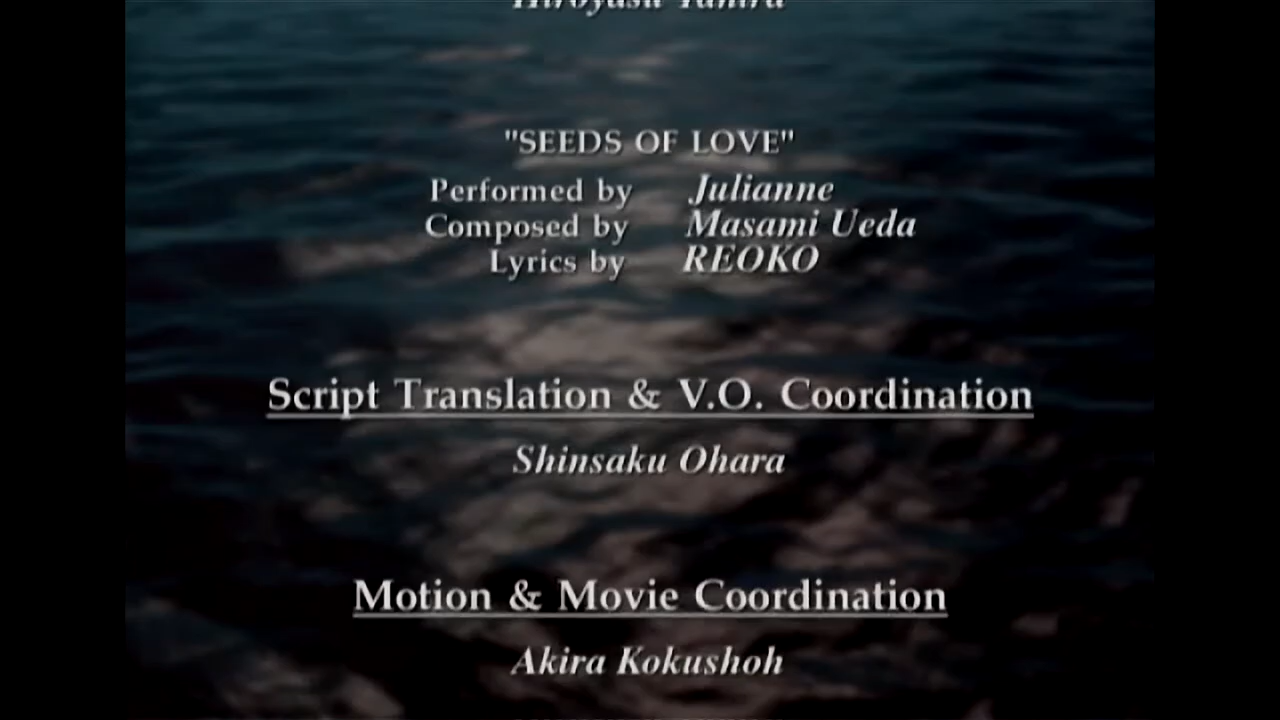 "SEEDS OF LOVE"
Performed by Julianne
Composed by Masami Ueda
Lyrics by REOKO
Script Translation & V.O. Coordination
Shinsaku Ohara
Motion & Movie Coordination
Akira Kokushoh